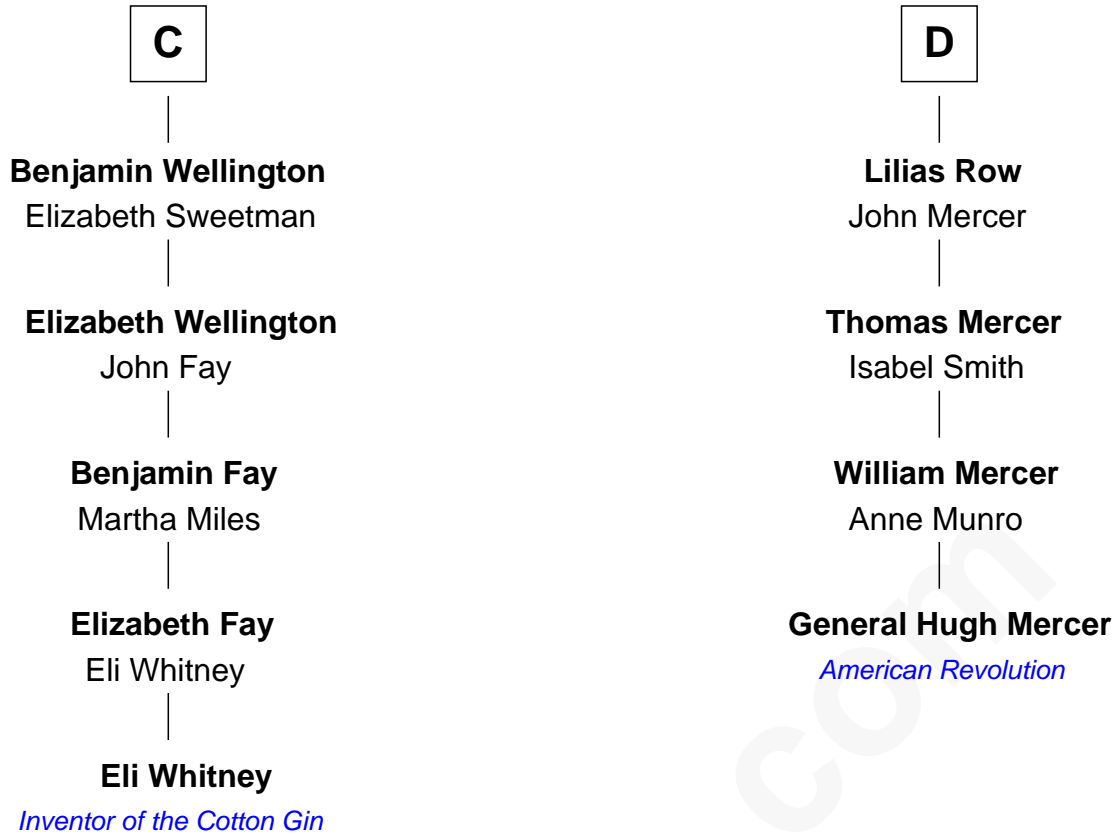 C
Benjamin Wellington
Elizabeth Sweetman
Elizabeth Wellington
John Fay
Benjamin Fay
Martha Miles
Elizabeth Fay
Eli Whitney
Eli Whitney
Inventor of the Cotton Gin
D
Lilias Row
John Mercer
Thomas Mercer
Isabel Smith
William Mercer
Anne Munro
General Hugh Mercer
American Revolution
com